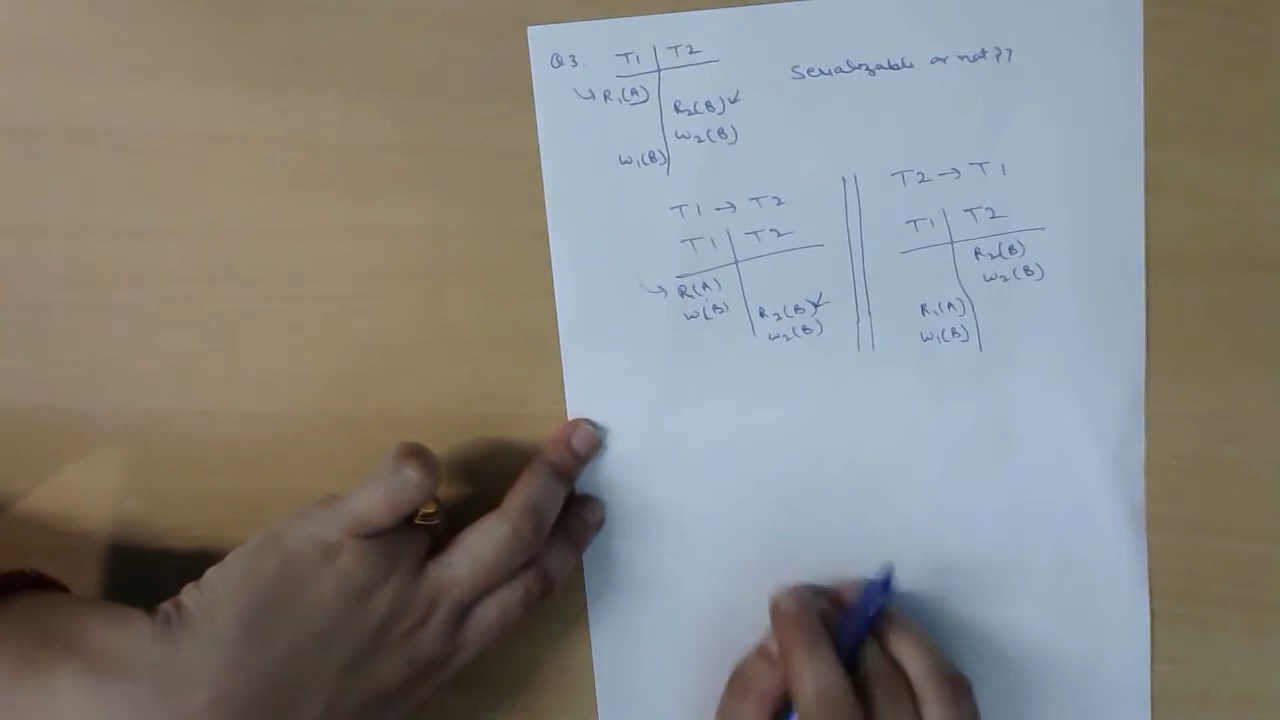 Q3 T1 T2
Serializable or not??
R1(A)
R2(B)
W2(B)
W1(B)
T1 → T2
T1 T2
R1(A)
W(B)
R2(B)
W2(B)
T2 → T1
T1 T2
R2(B)
W2(B)
R1(A)
W1(B)